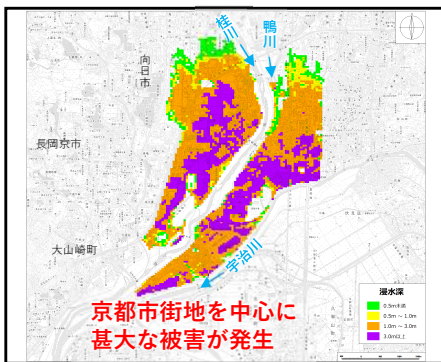 桂川
鴨川
向日市
長岡京市
大山崎町
宇治川
京都市街地を中心に
甚大な被害が発生
浸水深
0.5m未満
0.5m ~ 1.0m
1.0m ~ 3.0m
3.0m以上